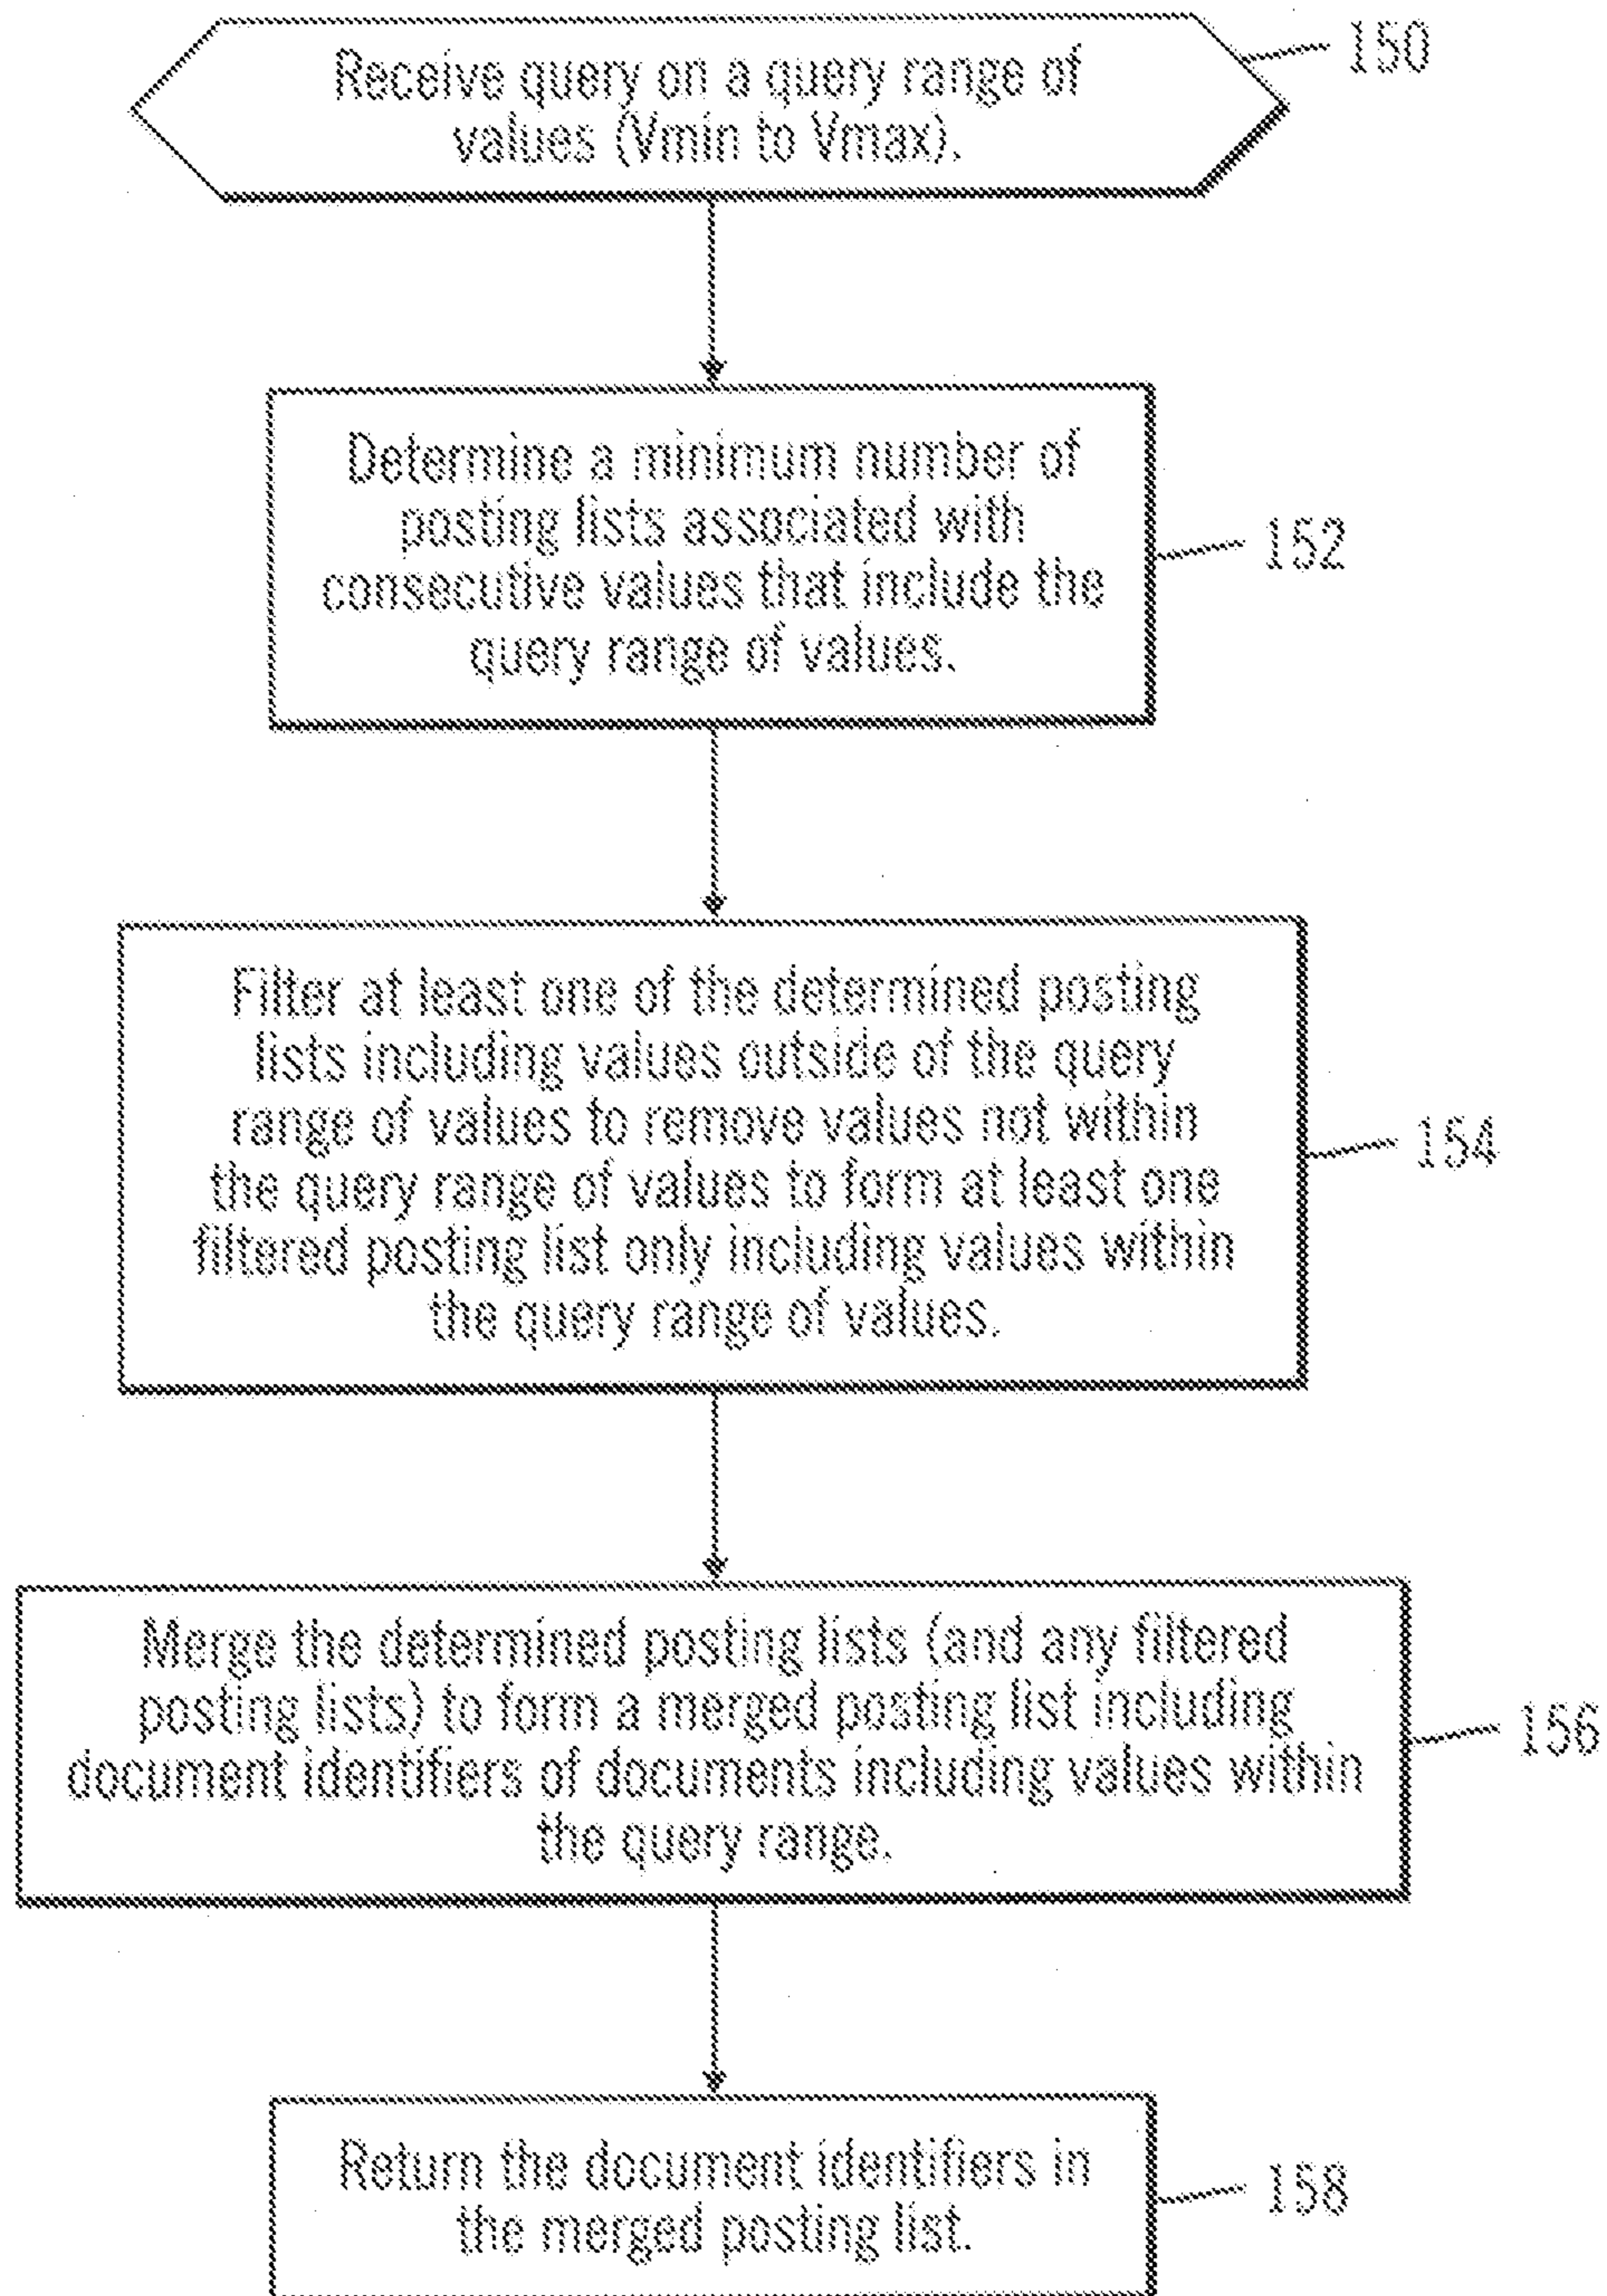 Receive query on a query range of
values (Vmin to Vmax).
150
Determine a minimum number of
posting lists associated with
consecutive values that include the
query range of values.
152
Filter at least one of the determined posting
lists including values outside of the query
range of values to remove values not within
the query range of values to form at least one
filtered posting list only including values within
the query range of values.
154
Merge the determined posting lists (and any filtered
posting lists) to form a merged posting list including
document identifiers of documents including values within
the query range.
156
Return the document identifiers in
the merged posting list.
158